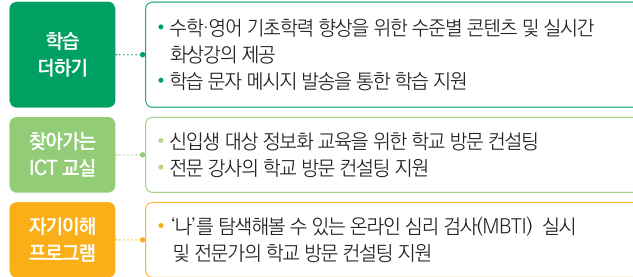 학습
더하기
• 수학·영어 기초학력 향상을 위한 수준별 콘텐츠 및 실시간
화상강의 제공
• 학습 문자 메시지 발송을 통한 학습 지원
찾아가는
ICT 교실
• 신입생 대상 정보화 교육을 위한 학교 방문 컨설팅
• 전문 강사의 학교 방문 컨설팅 지원
자기이해
프로그램
• ‘나’를 탐색해볼 수 있는 온라인 심리 검사(MBTI) 실시
및 전문가의 학교 방문 컨설팅 지원